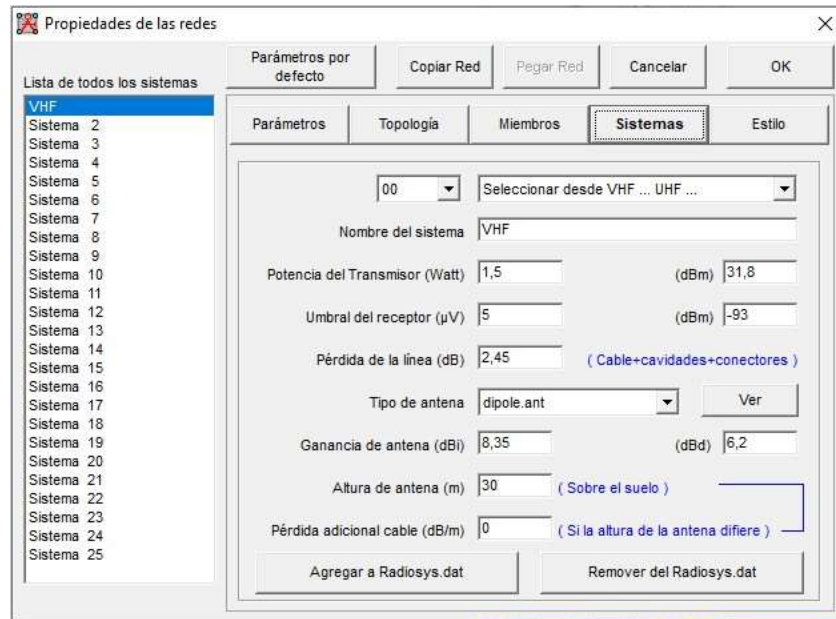 Propiedades de las redes
Lista de todos los sistemas
VHF
Sistema 2
Sistema 3
Sistema 4
Sistema 5
Sistema 6
Sistema 7
Sistema 8
Sistema 9
Sistema 10
Sistema 11
Sistema 12
Sistema 13
Sistema 14
Sistema 15
Sistema 16
Sistema 17
Sistema 18
Sistema 19
Sistema 20
Sistema 21
Sistema 22
Sistema 23
Sistema 24
Sistema 25
Parámetros por defecto
Copiar Red
Pegar Red
Cancelar
OK
Parámetros
Topología
Miembros
Sistemas
Estilo
00
Seleccionar desde VHF ... UHF ...
Nombre del sistema VHF
Potencia del Transmisor (Watt) 1,5 (dBm) 31,8
Umbral del receptor (µV) 5 (dBm) -93
Pérdida de la línea (dB) 2,45 ( Cable+cavidades+conectores )
Tipo de antena dipole.ant Ver
Ganancia de antena (dBi) 8,35 (dBd) 6,2
Altura de antena (m) 30 ( Sobre el suelo )
Pérdida adicional cable (dB/m) 0 ( Si la altura de la antena difiere )
Agregar a Radiosys.dat
Remover del Radiosys.dat